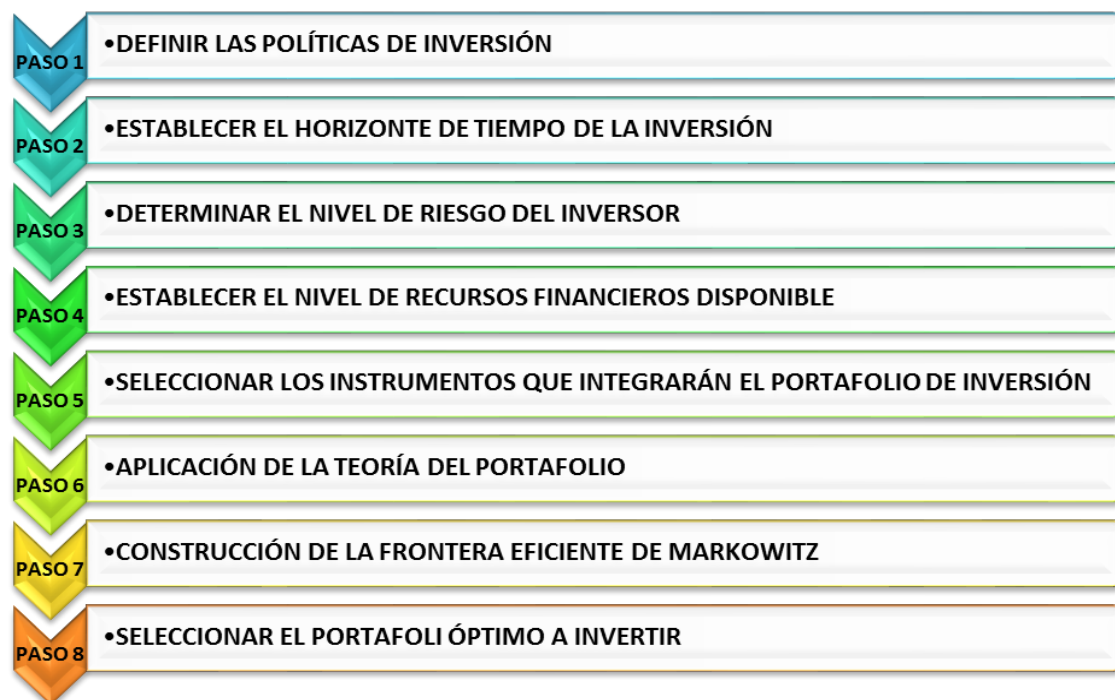 PASO 1
•DEFINIR LAS POLÍTICAS DE INVERSIÓN
PASO 2
•ESTABLECER EL HORIZONTE DE TIEMPO DE LA INVERSIÓN
PASO 3
•DETERMINAR EL NIVEL DE RIESGO DEL INVERSOR
PASO 4
•ESTABLECER EL NIVEL DE RECURSOS FINANCIEROS DISPONIBLE
PASO 5
•SELECCIONAR LOS INSTRUMENTOS QUE INTEGRARÁN EL PORTAFOLIO DE INVERSIÓN
PASO 6
•APLICACIÓN DE LA TEORÍA DEL PORTAFOLIO
PASO 7
•CONSTRUCCIÓN DE LA FRONTERA EFICIENTE DE MARKOWITZ
PASO 8
•SELECCIONAR EL PORTAFOLI ÓPTIMO A INVERTIR